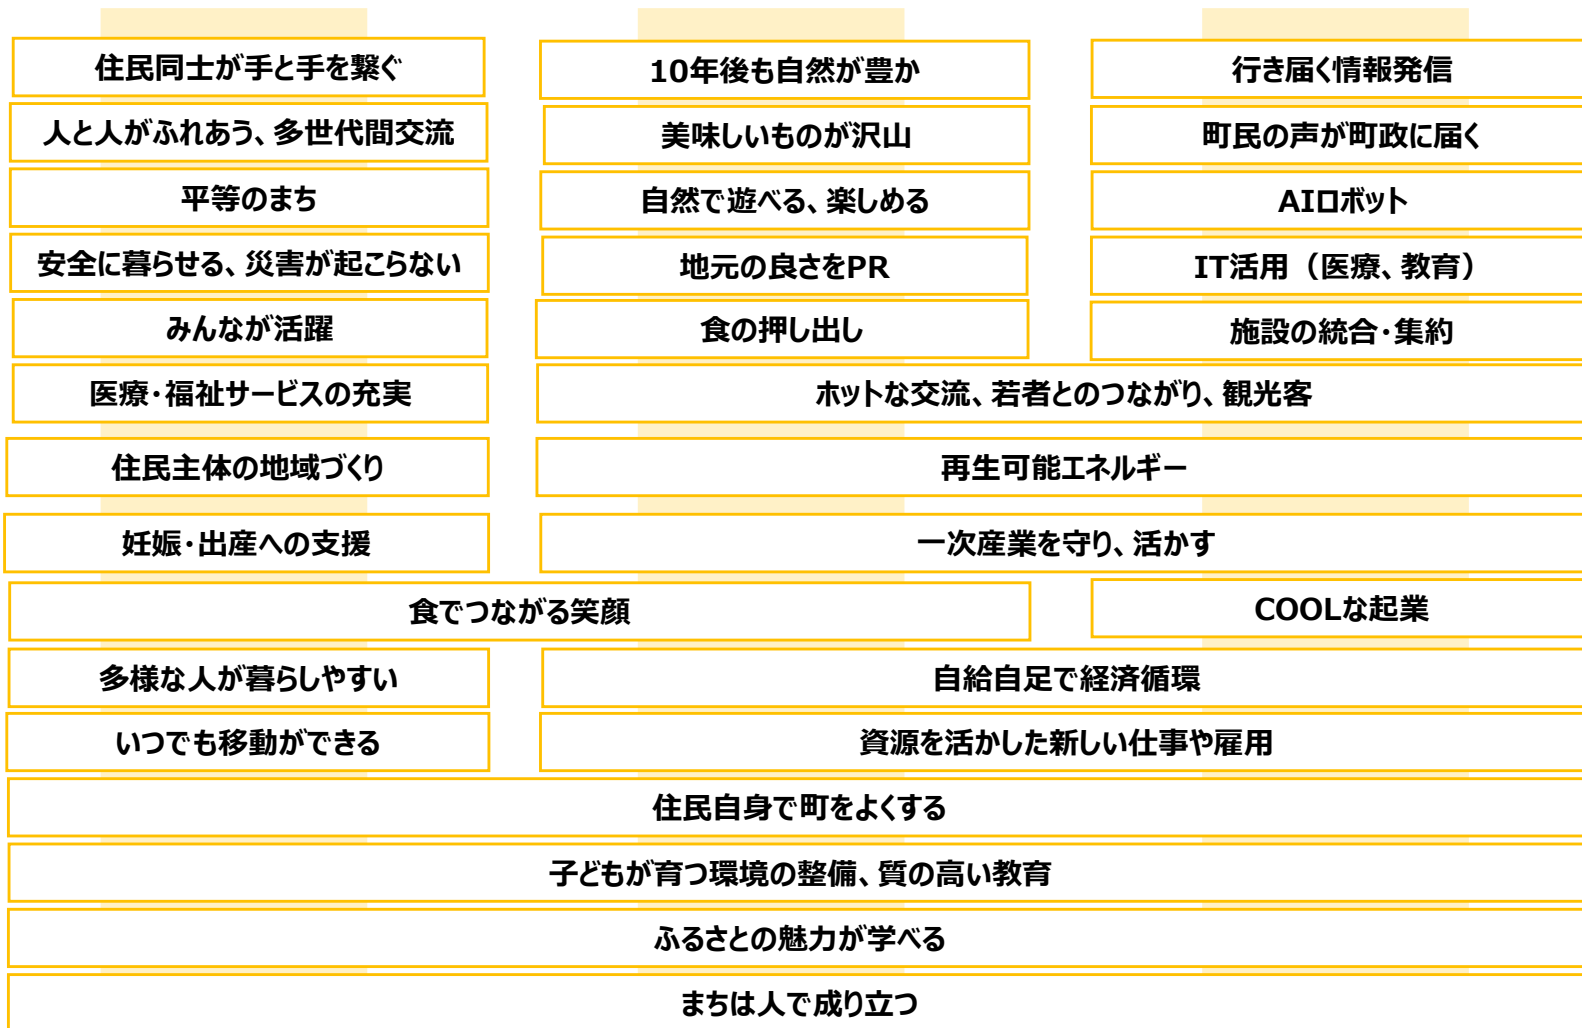 住民同士が手と手を繋ぐ
10年後も自然が豊か
行き届く情報発信
人と人がふれあう、多世代間交流
美味しいものが沢山
町民の声が町政に届く
平等のまち
自然で遊べる、楽しめる
AIロボット
安全に暮らせる、災害が起こらない
地元の良さをPR
IT活用（医療、教育）
みんなが活躍
食の押し出し
施設の統合・集約
医療・福祉サービスの充実
ホットな交流、若者とのつながり、観光客
住民主体の地域づくり
再生可能エネルギー
妊娠・出産への支援
一次産業を守り、活かす
食でつながる笑顔
COOLな起業
多様な人が暮らしやすい
自給自足で経済循環
いつでも移動ができる
資源を活かした新しい仕事や雇用
住民自身で町をよくする
子どもが育つ環境の整備、質の高い教育
ふるさとの魅力が学べる
まちは人で成り立つ